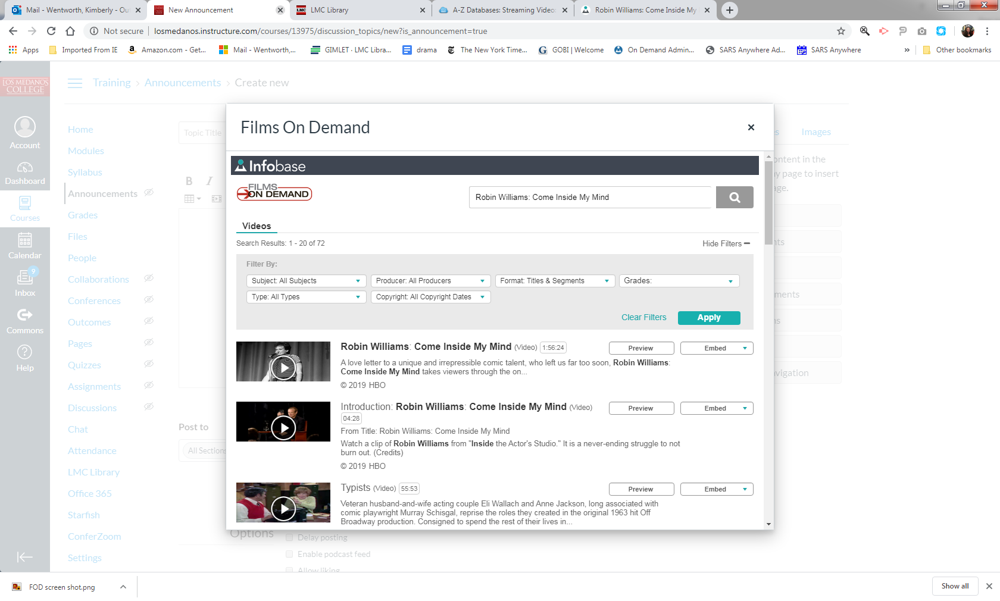 Mail - Wentworth, Kimberly - Ou
New Announcement
LMC Library
A-Z Databases: Streaming Video
Robin Williams: Come Inside My
Not secure
losmedanos.instructure.com/courses/13975/discussion_topics/new?is_announcement=true
Apps
Imported From IE
Amazon.com - Get...
Mail - Wentworth,...
GIMLET · LMC Libra...
drama
The New York Time...
GOBI | Welcome
On Demand Admin...
SARS Anywhere Ad...
SARS Anywhere
»
Other bookmarks
LOS MEDANOS
COLLEGE
Account
Dashboard
Courses
Calendar
9
Inbox
Commons
Help
Training > Announcements > Create new
Home
Modules
Syllabus
Announcements
Grades
Files
People
Collaborations
Conferences
Outcomes
Pages
Quizzes
Assignments
Discussions
Chat
Attendance
LMC Library
Office 365
Starfish
ConferZoom
Settings
Topic Title
B I
Post to
All Sections
Films On Demand
×
Infobase
FILMS
ON DEMAND
Robin Williams: Come Inside My Mind
Videos
Search Results: 1 - 20 of 72
Hide Filters
Filter By:
Subject: All Subjects
Producer: All Producers
Format: Titles & Segments
Grades:
Type: All Types
Copyright: All Copyright Dates
Clear Filters
Apply
Robin Williams: Come Inside My Mind (Video) 1:56:24
Preview
Embed
A love letter to a unique and irrepressible comic talent, who left us far too soon, Robin Williams:
Come Inside My Mind takes viewers through the on...
© 2019 HBO
Introduction: Robin Williams: Come Inside My Mind (Video)
04:28
Preview
Embed
From Title: Robin Williams: Come Inside My Mind
Watch a clip of Robin Williams from "Inside the Actor's Studio." It is a never-ending struggle to not
burn out. (Credits)
© 2019 HBO
Typists (Video) 55:53
Preview
Embed
Veteran husband-and-wife acting couple Eli Wallach and Anne Jackson, long associated with
comic playwright Murray Schisgal, reprise the roles they created in the original 1963 hit Off
Broadway production. Consigned to spend the rest of their lives in...
Images
ontent in the
page to insert
Options
Delay posting
Enable podcast feed
Allow liking
FOD screen shot.png
Show all